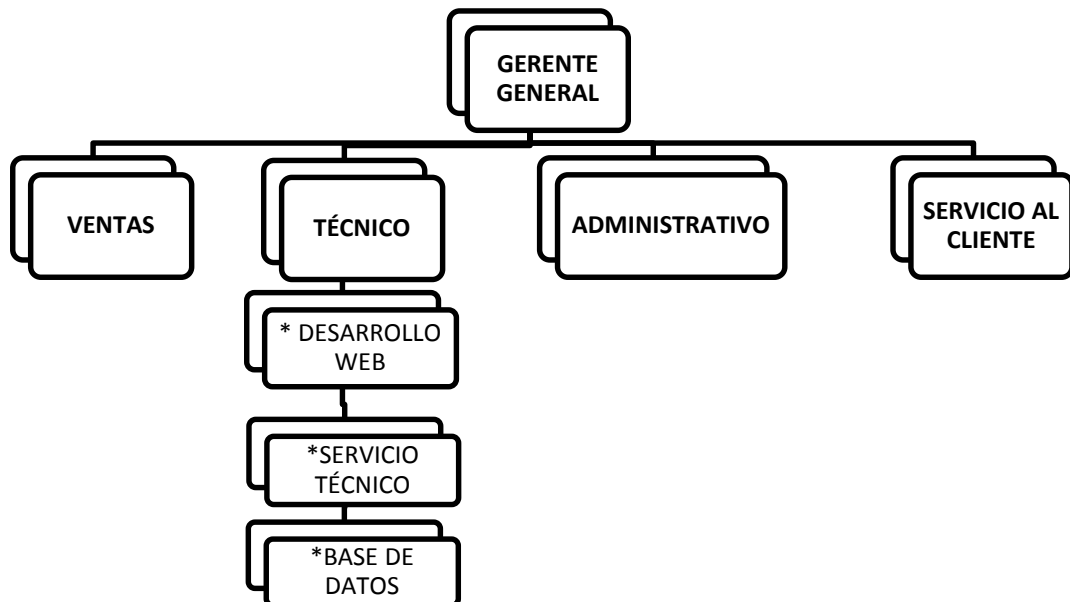 GERENTE
GENERAL
VENTAS
TÉCNICO
ADMINISTRATIVO
SERVICIO AL
CLIENTE
* DESARROLLO
WEB
*SERVICIO
TÉCNICO
*BASE DE
DATOS